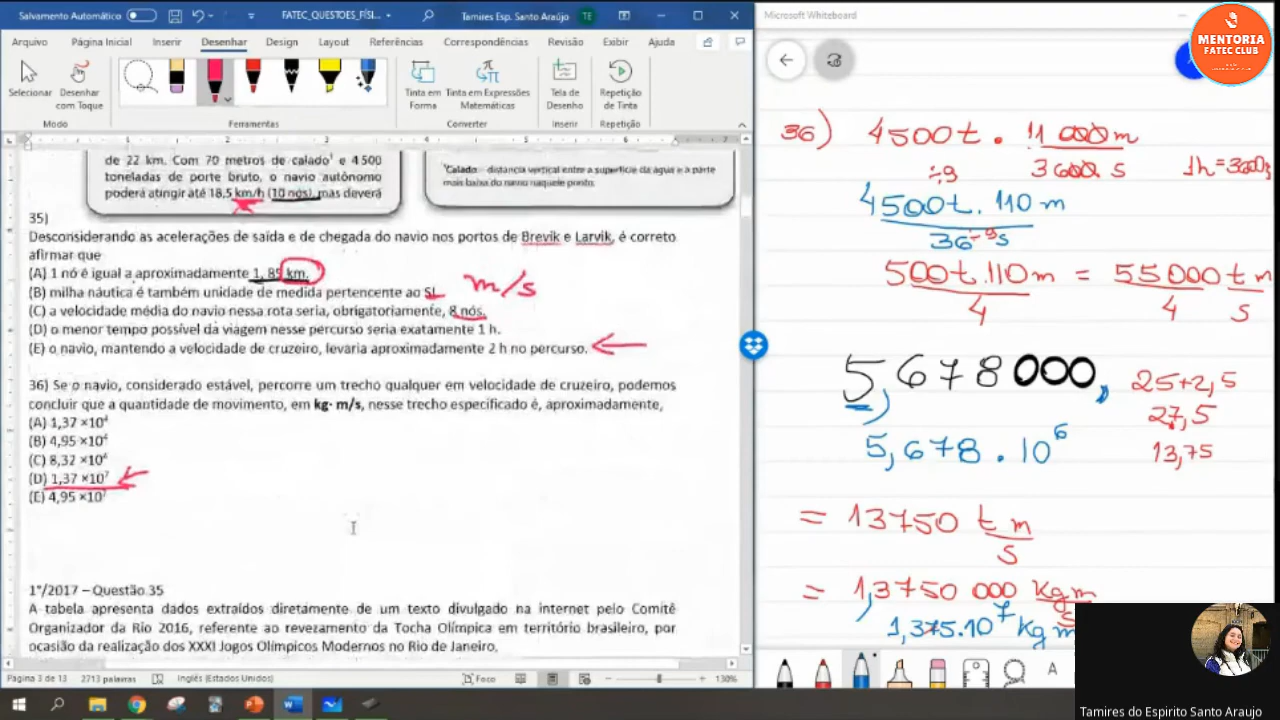 Salvamento Automático
FATEC_QUESTOES_FÍSI...
Tamires Esp. Santo Araújo TE
Arquivo Página Inicial Inserir Desenhar Design Layout Referências Correspondências Revisão Exibir Ajuda
Selecionar
Desenhar com Toque
Tinta em Forma
Tinta em Expressões Matemáticas
Tela de Desenho
Repetição de Tinta
Modo Ferramentas Converter Inserir Repetição
de 22 km. Com 70 metros de calado¹ e 4 500
toneladas de porte bruto, o navio autônomo
poderá atingir até 18,5 km/h (10 nós), mas deverá
¹Calado: distância vertical entre a superfície da água e a parte
mais baixa do navio naquele ponto.
35)
Desconsiderando as acelerações de saída e de chegada do navio nos portos de Brevik e Larvik, é correto
afirmar que
(A) 1 nó é igual a aproximadamente 1, 85 km.
(B) milha náutica é também unidade de medida pertencente ao SI.
m/s
(C) a velocidade média do navio nessa rota seria, obrigatoriamente, 8 nós.
(D) o menor tempo possível da viagem nesse percurso seria exatamente 1 h.
(E) o navio, mantendo a velocidade de cruzeiro, levaria aproximadamente 2 h no percurso.
36) Se o navio, considerado estável, percorre um trecho qualquer em velocidade de cruzeiro, podemos
concluir que a quantidade de movimento, em kg· m/s, nesse trecho especificado é, aproximadamente,
(A) 1,37 ×10⁴
(B) 4,95 ×10⁴
(C) 8,32 ×10⁴
(D) 1,37 ×10⁷
(E) 4,95 ×10⁷
1°/2017 – Questão 35
A tabela apresenta dados extraídos diretamente de um texto divulgado na internet pelo Comitê
Organizador da Rio 2016, referente ao revezamento da Tocha Olímpica em território brasileiro, por
ocasião da realização dos XXXI Jogos Olímpicos Modernos no Rio de Janeiro.
Página 3 de 13 2713 palavras Inglês (Estados Unidos) Foco 130%
Microsoft Whiteboard
MENTORIA
FATEC CLUB
36) 4500t . 11 000m
3600 s
1h = 3600s
÷9
4500t . 110 m
36 ÷9 s
500t.110m = 55000 t m
4 4 s
5 678 000,
25+2,5
27,5
13,75
5,678 . 10⁶
= 13750 t m
s
= 1,3750 000 Kg m
s
1,375.10⁷ Kg m
Tamires do Espirito Santo Araujo